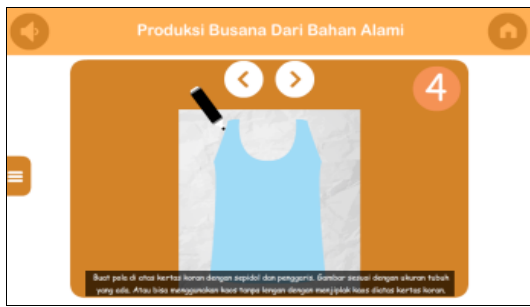 Produksi Busana Dari Bahan Alami
4
Buat pola di atas kertas koran dengan sepidol dan penggaris. Gambar sesuai dengan ukuran tubuh
yang ada. Atau bisa menggunakan kaos tanpa lengan dengan menjiplak kaos diatas kertas koran.